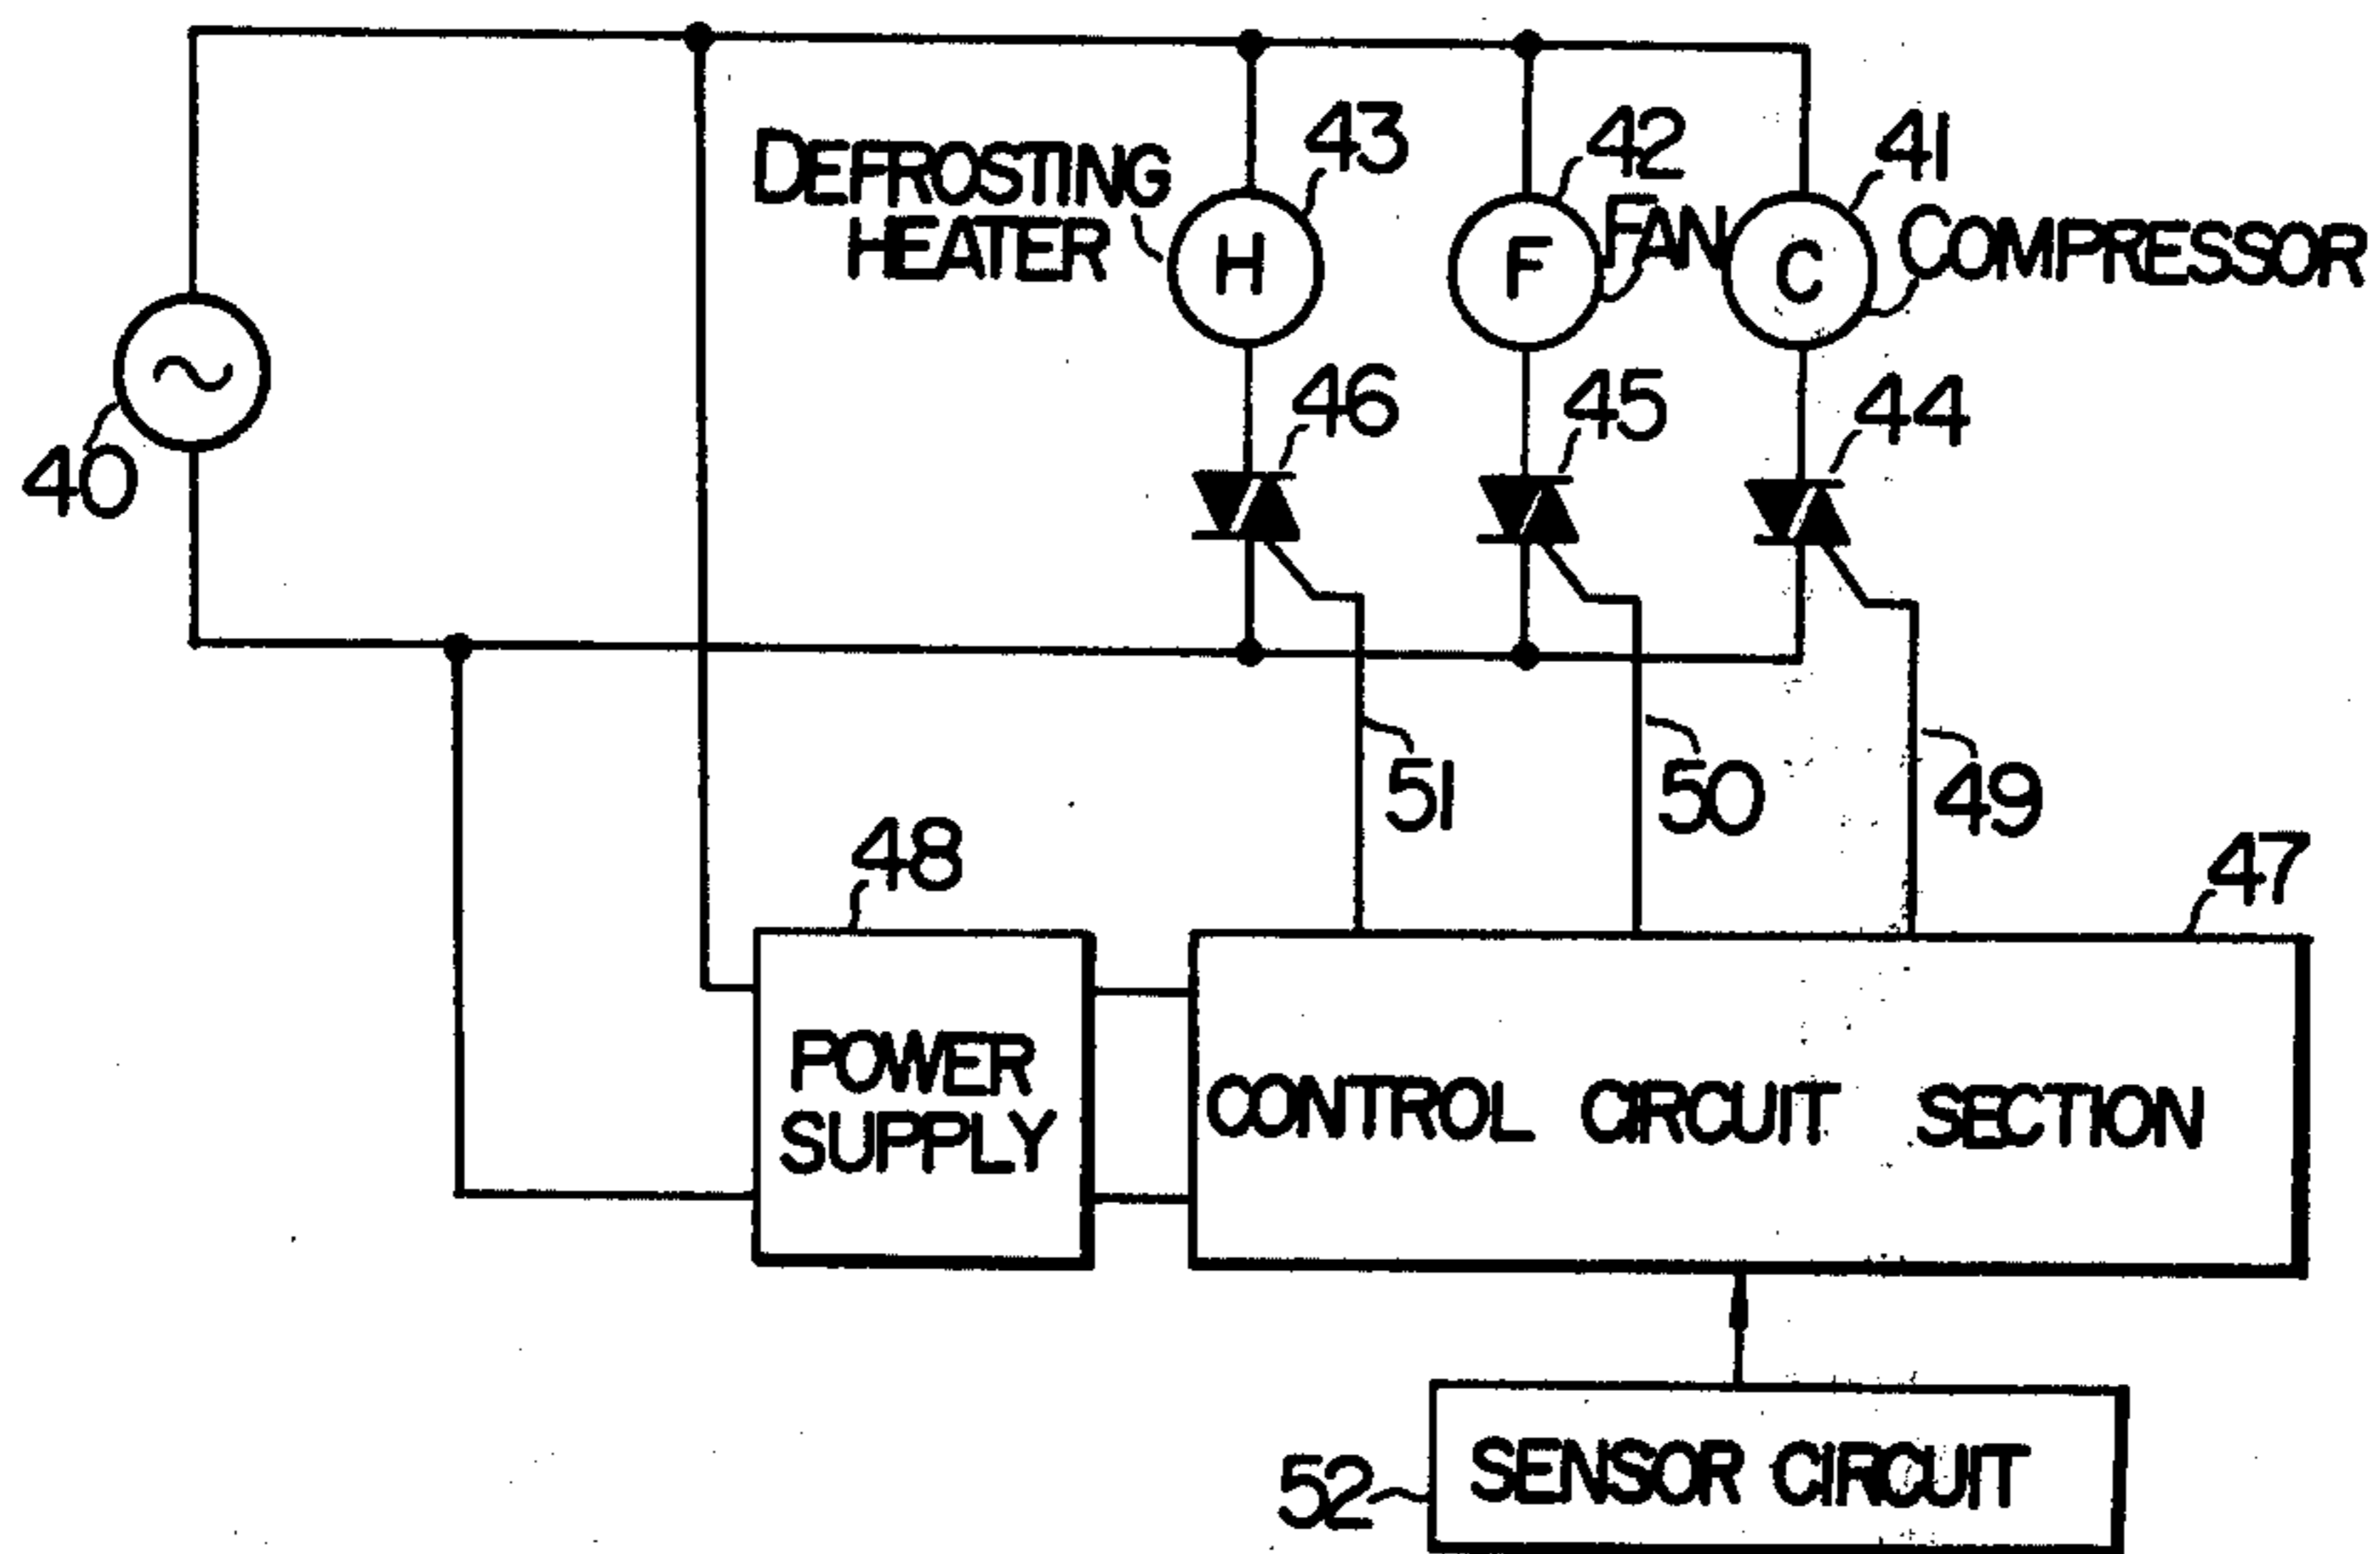 43
42
41
DEFROSTING
HEATER
H
F
FAN
C
COMPRESSOR
40
46
45
44
51
50
49
48
47
POWER
SUPPLY
CONTROL CIRCUIT SECTION
52
SENSOR CIRCUIT